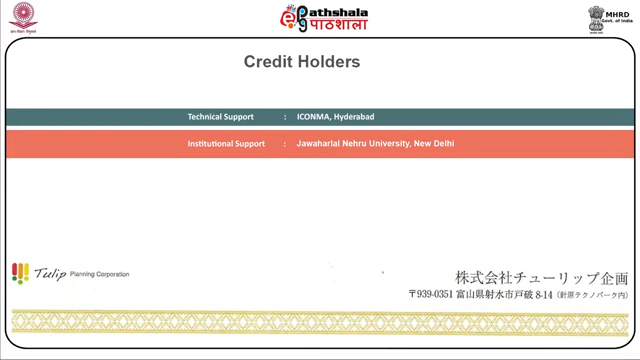 ePG
Pathshala
पाठशाला
MHRD
Govt. of India
Credit Holders
Technical Support : ICONMA, Hyderabad
Institutional Support : Jawaharlal Nehru University, New Delhi
Tulip Planning Corporation
株式会社チューリップ企画
〒939-0351 富山県射水市戸破 8-14(針原テクノパーク内)